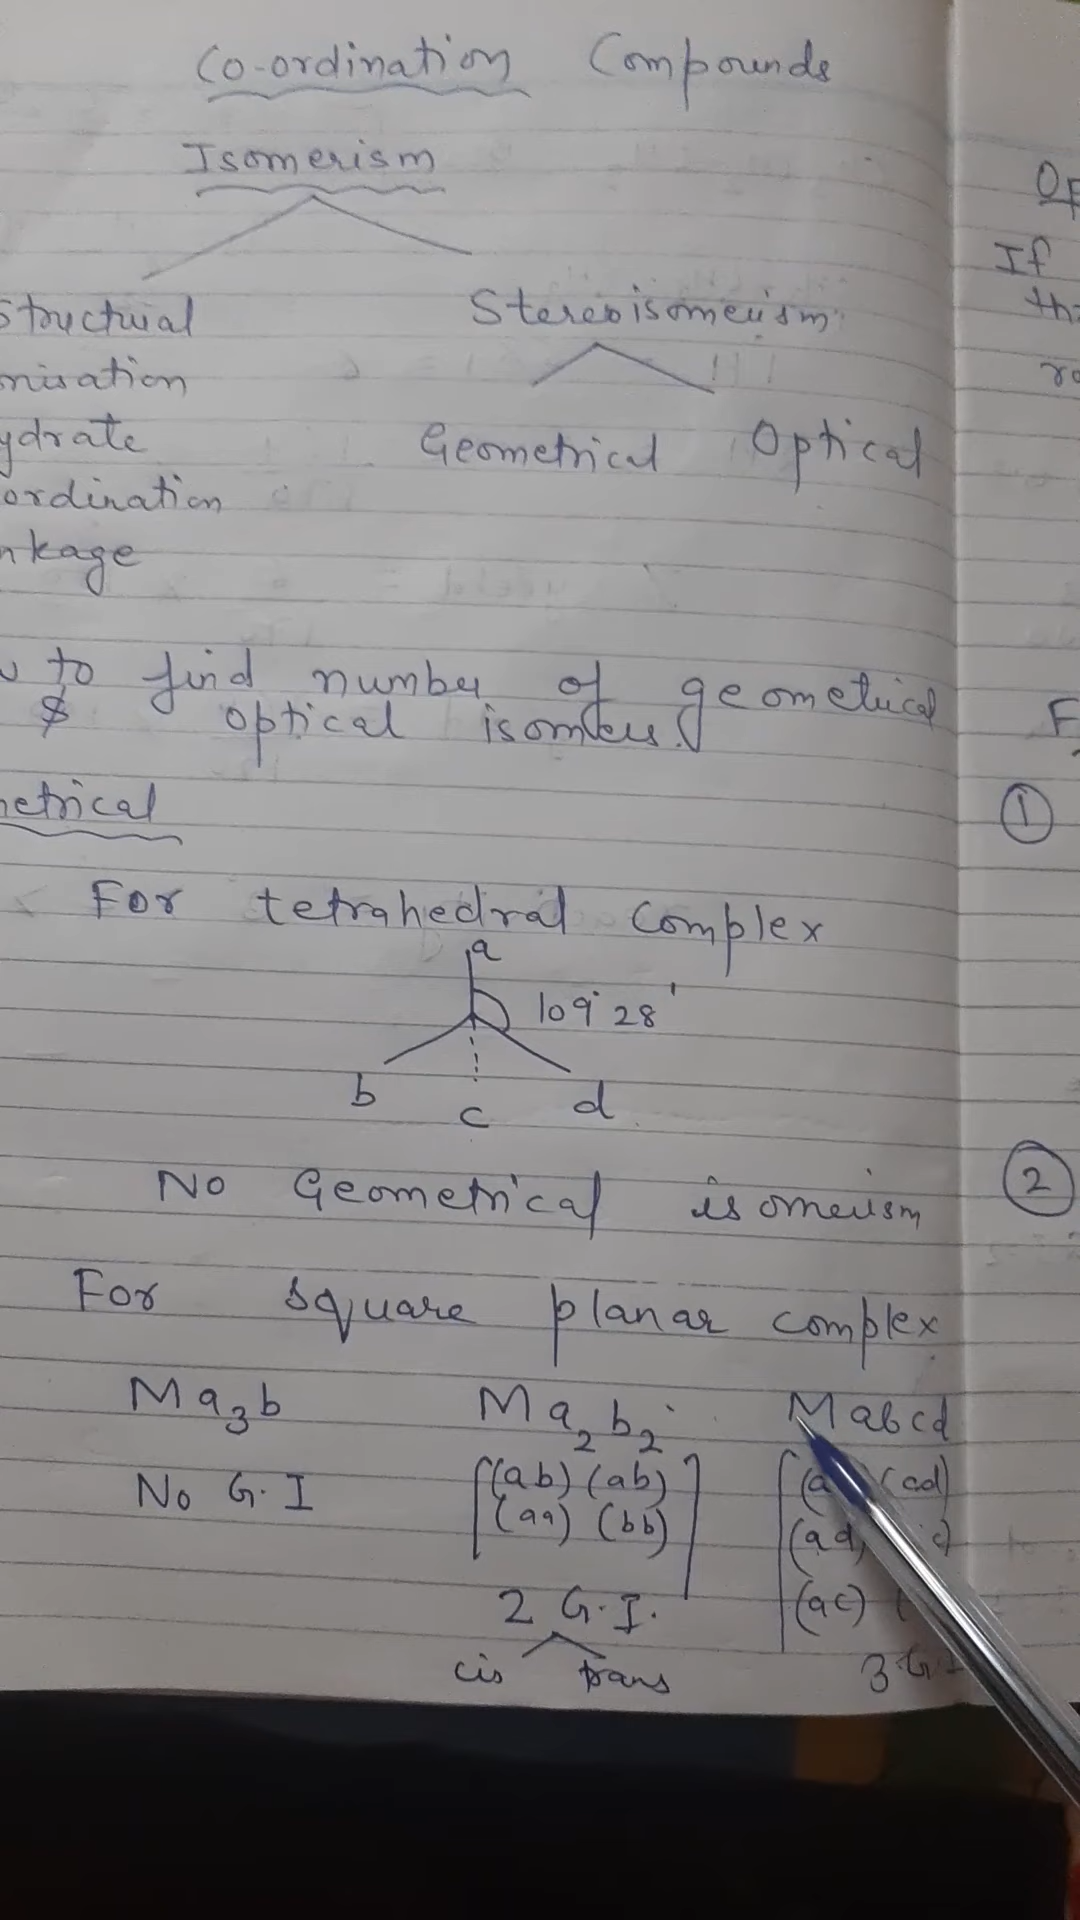 Co-ordination Compounds
Isomerism
Structural Stereoisomerism
nisation
ydrate Geometrical Optical
ordination
nkage
to find number of geometrical
& optical isomers.
etrical
For tetrahedral complex
a
109°28'
b c d
No Geometrical isomerism
For square planar complex
Ma3b Ma2b2 Mabcd
No G.I [(ab) (ab) (cd)
(aa) (bb)] (ad)
(ac)
2 G.I. 3 G.I
cis trans
If
①
②